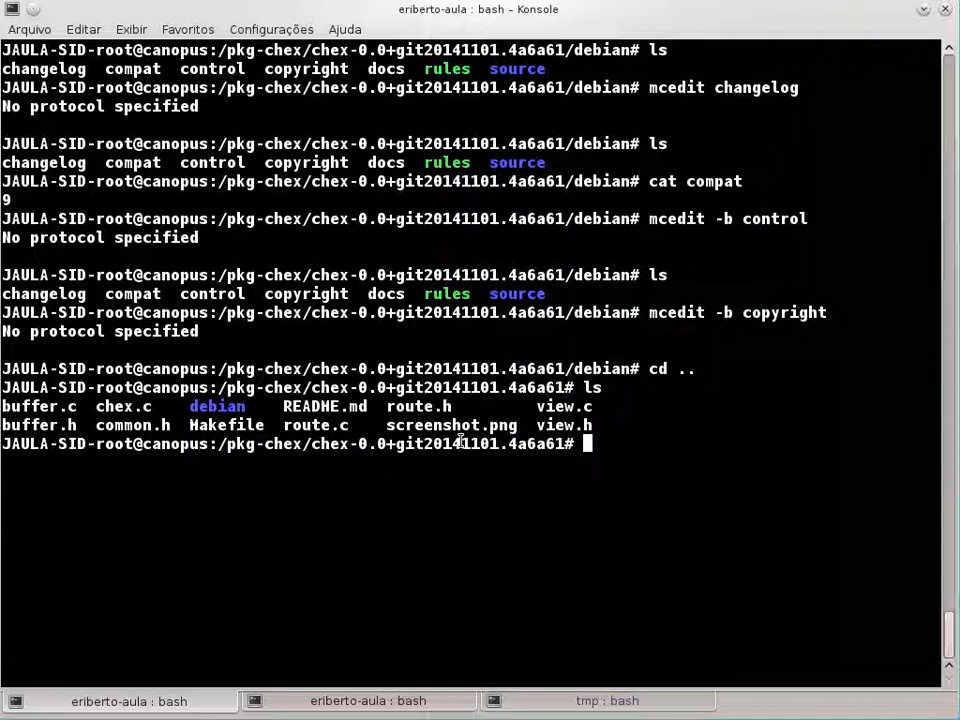 eriberto-aula : bash – Konsole
Arquivo Editar Exibir Favoritos Configurações Ajuda
JAULA-SID-root@canopus:/pkg-chex/chex-0.0+git20141101.4a6a61/debian# ls
changelog compat control copyright docs rules source
JAULA-SID-root@canopus:/pkg-chex/chex-0.0+git20141101.4a6a61/debian# mcedit changelog
No protocol specified
JAULA-SID-root@canopus:/pkg-chex/chex-0.0+git20141101.4a6a61/debian# ls
changelog compat control copyright docs rules source
JAULA-SID-root@canopus:/pkg-chex/chex-0.0+git20141101.4a6a61/debian# cat compat
9
JAULA-SID-root@canopus:/pkg-chex/chex-0.0+git20141101.4a6a61/debian# mcedit -b control
No protocol specified
JAULA-SID-root@canopus:/pkg-chex/chex-0.0+git20141101.4a6a61/debian# ls
changelog compat control copyright docs rules source
JAULA-SID-root@canopus:/pkg-chex/chex-0.0+git20141101.4a6a61/debian# mcedit -b copyright
No protocol specified
JAULA-SID-root@canopus:/pkg-chex/chex-0.0+git20141101.4a6a61/debian# cd ..
JAULA-SID-root@canopus:/pkg-chex/chex-0.0+git20141101.4a6a61# ls
buffer.c chex.c debian README.md route.h view.c
buffer.h common.h Makefile route.c screenshot.png view.h
JAULA-SID-root@canopus:/pkg-chex/chex-0.0+git20141101.4a6a61#
eriberto-aula : bash eriberto-aula : bash tmp : bash